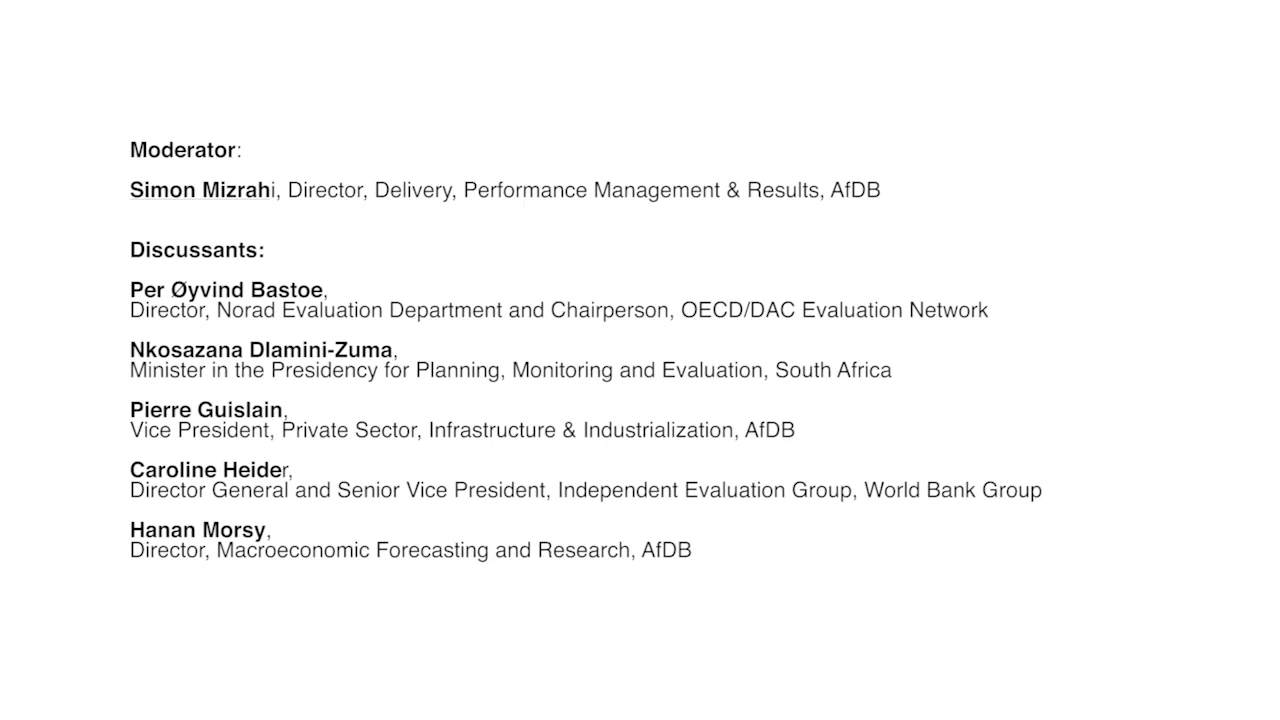 Moderator:
Simon Mizrahi, Director, Delivery, Performance Management & Results, AfDB
Discussants:
Per Øyvind Bastoe,
Director, Norad Evaluation Department and Chairperson, OECD/DAC Evaluation Network
Nkosazana Dlamini-Zuma,
Minister in the Presidency for Planning, Monitoring and Evaluation, South Africa
Pierre Guislain,
Vice President, Private Sector, Infrastructure & Industrialization, AfDB
Caroline Heider,
Director General and Senior Vice President, Independent Evaluation Group, World Bank Group
Hanan Morsy,
Director, Macroeconomic Forecasting and Research, AfDB